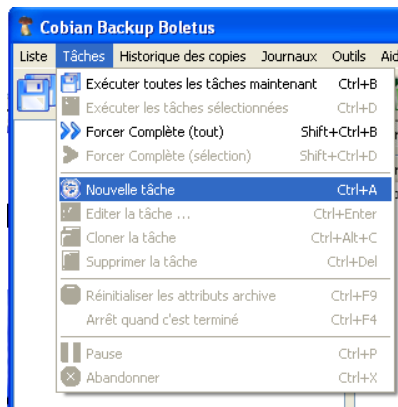 Cobian Backup Boletus
Liste Tâches Historique des copies Journaux Outils Aid
Exécuter toutes les tâches maintenant Ctrl+B
Exécuter les tâches sélectionnées Ctrl+D
Forcer Complète (tout) Shift+Ctrl+B
Forcer Complète (sélection) Shift+Ctrl+D
Nouvelle tâche Ctrl+A
Editer la tâche ... Ctrl+Enter
Cloner la tâche Ctrl+Alt+C
Supprimer la tâche Ctrl+Del
Réinitialiser les attributs archive Ctrl+F9
Arrêt quand c'est terminé Ctrl+F4
Pause Ctrl+P
Abandonner Ctrl+X